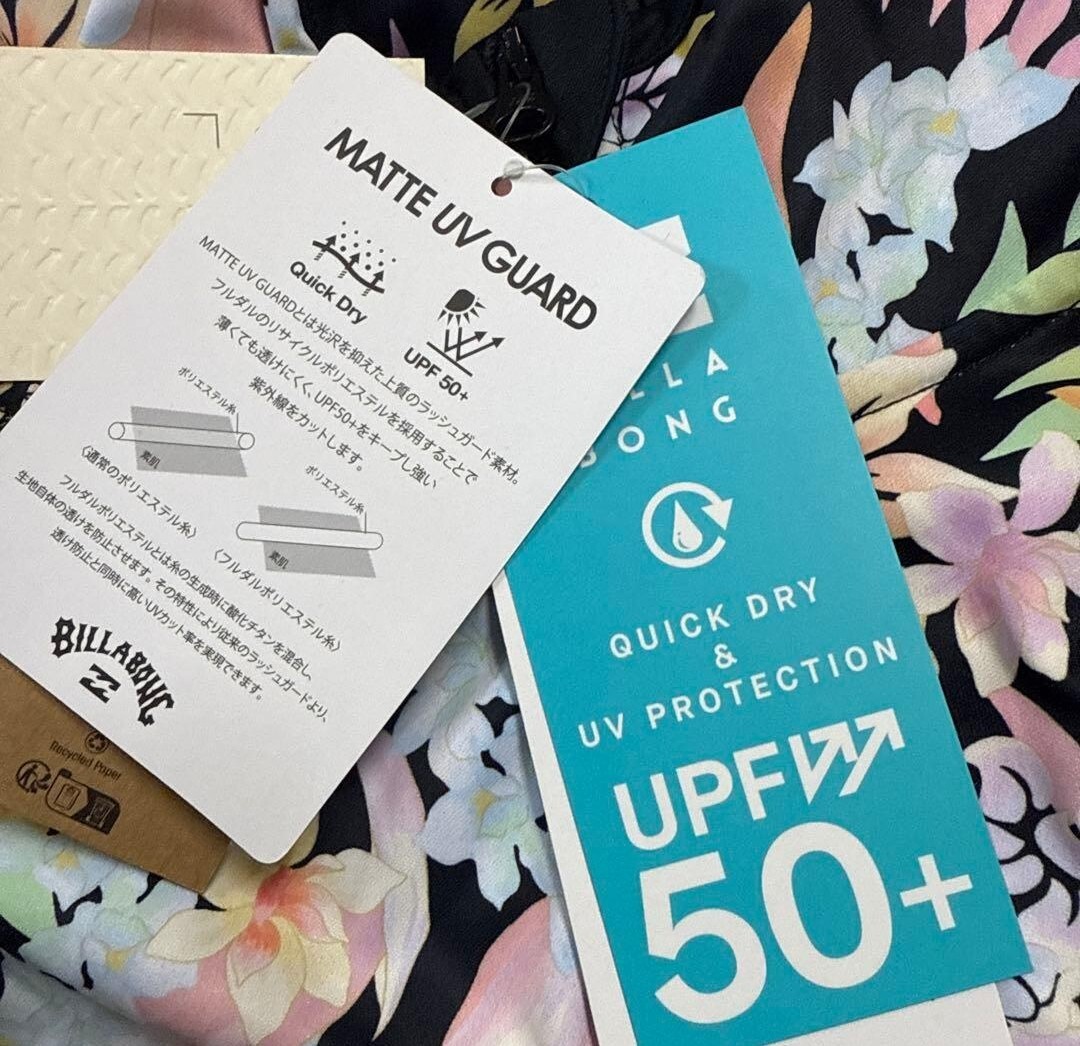 MATTE UV GUARD
Quick Dry
UPF 50+
MATTE UV GUARDとは光沢を抑えた上質のラッシュガード素材。
フルダルのリサイクルポリエステルを採用することで
薄くても透けにくく、UPF50+をキープし強い
紫外線をカットします。
ポリエステル糸
素肌
〈通常のポリエステル糸〉
ポリエステル糸
素肌
〈フルダルポリエステル糸〉
フルダルポリエステルとは糸の生成時に酸化チタンを混合し、
生地自体の透けを防止させます。その特性により従来のラッシュガードより、
透け防止と同時に高いUVカット率を実現できます。
BILLABONG
Recycled Paper
LLA
BONG
QUICK DRY
&
UV PROTECTION
UPF
50+